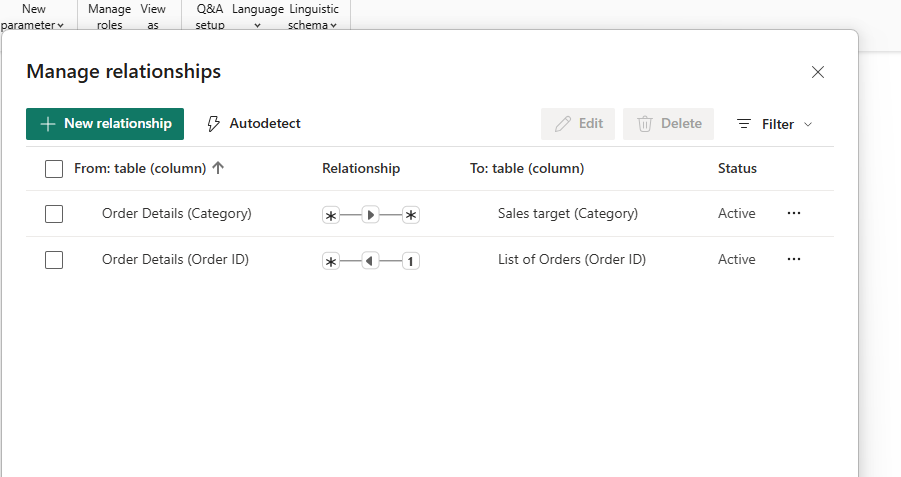 New parameter
Manage roles
View as
Q&A setup
Language
Linguistic schema
Manage relationships
New relationship
Autodetect
Edit
Delete
Filter
From: table (column)
Relationship
To: table (column)
Status
Order Details (Category)
* *
Sales target (Category)
Active
Order Details (Order ID)
* 1
List of Orders (Order ID)
Active